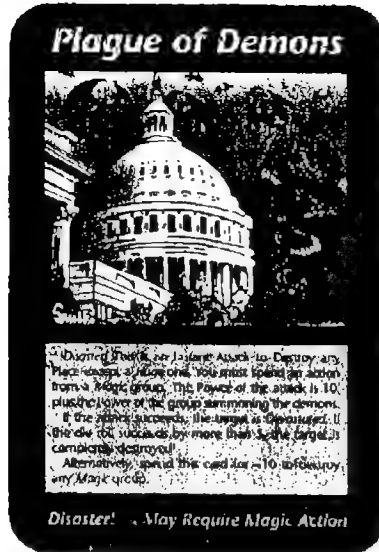 Plague of Demons
Disaster! This is an Instant Attack to Destroy any
Place except a huge one. You must spend an action
from a Magic group. The Power of the attack is 10,
plus the Power of the group summoning the demons.
If the attack succeeds, the target is Devastated. If
the die roll succeeds by more than the target is
completely destroyed!
Alternatively, spend this card for -10 to destroy
any Magic group.
Disaster! May Require Magic Action